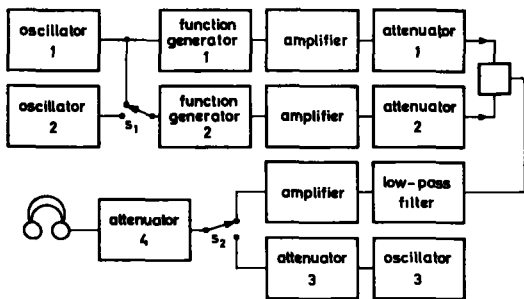 oscillator
1
function
generator
1
amplifier
attenuator
1
oscillator
2
s₁
function
generator
2
amplifier
attenuator
2
attenuator
4
s₂
amplifier
low-pass
filter
attenuator
3
oscillator
3